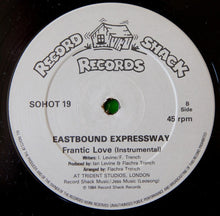 RECORD SHACK
RECORDS
SOHOT 19
B
Side
45 rpm
EASTBOUND EXPRESSWAY
Frantic Love (Instrumental)
Writers: I. Levine/F. Trench
Produced by Ian Levine & Fiachra Trench
Arranged by Fiachra Trench
AT TRIDENT STUDIOS, LONDON
Record Shack Music/Jess Music (Leosong)
℗ 1984 Record Shack Records